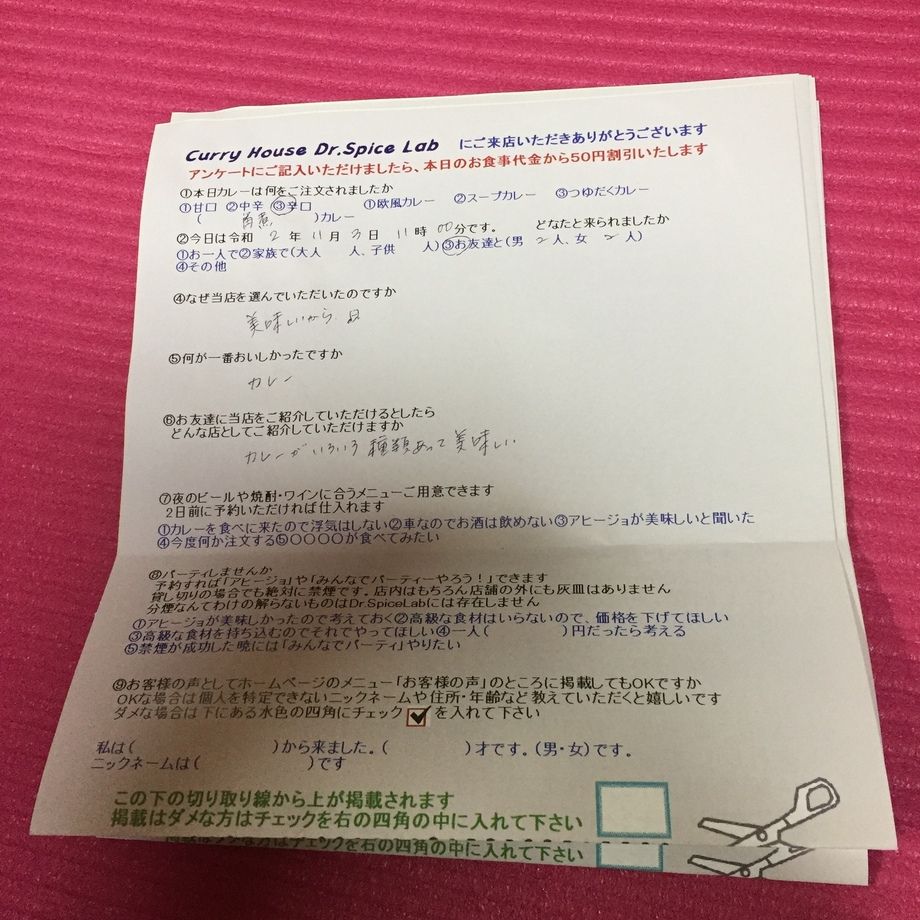 Curry House Dr.Spice Lab にご来店いただきありがとうございます
アンケートにご記入いただけましたら、本日のお食事代金から50円割引いたします
①本日カレーは何をご注文されましたか
①甘口 ②中辛 ③辛口 ①欧風カレー ②スープカレー ③つゆだくカレー
( 角煮 )カレー
②今日は令和 2 年 11 月 3 日 11 時 00 分です。 どなたと来られましたか
①お一人で②家族で(大人 人、子供 人)③お友達と(男 2 人、女 2 人)
④その他
④なぜ当店を選んでいただいたのですか
美味しいから
⑤何が一番おいしかったですか
カレー
⑥お友達に当店をご紹介していただけるとしたら
どんな店としてご紹介していただけますか
カレーがいろいろ種類あって美味しい
⑦夜のビールや焼酎・ワインに合うメニューご用意できます
2日前に予約いただければ仕入れます
①カレーを食べに来たので浮気はしない②車なのでお酒は飲めない③アヒージョが美味しいと聞いた
④今度何か注文する⑤〇〇〇〇が食べてみたい
⑧パーティしませんか
予約すれば「アヒージョ」や「みんなでパーティーやろう!」できます
貸し切りの場合でも絶対に禁煙です。店内はもちろん店舗の外にも灰皿はありません
分煙なんてわけの解らないものはDr.SpiceLabには存在しません
①アヒージョが美味しかったので考えておく②高級な食材はいらないので、価格を下げてほしい
③高級な食材を持ち込むのでそれでやってほしい④一人( )円だったら考える
⑤禁煙が成功した暁には「みんなでパーティ」やりたい
⑨お客様の声としてホームページのメニュー「お客様の声」のところに掲載してもOKですか
OKな場合は個人を特定できないニックネームや住所・年齢など教えていただくと嬉しいです
ダメな場合は下にある水色の四角にチェック を入れて下さい
私は( )から来ました。( )才です。(男・女)です。
ニックネームは( )です
この下の切り取り線から上が掲載されます
掲載はダメな方はチェックを右の四角の中に入れて下さい
掲載はダメな方はチェックを右の四角の中に入れて下さい